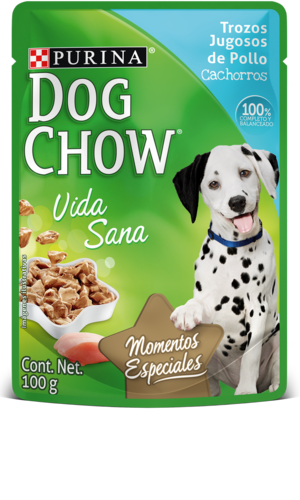 PURINA
Trozos
Jugosos
de Pollo
Cachorros
DOG
CHOW®
100%
COMPLETO Y
BALANCEADO
Vida
Sana
Momentos
Especiales
Cont. Net.
100 g